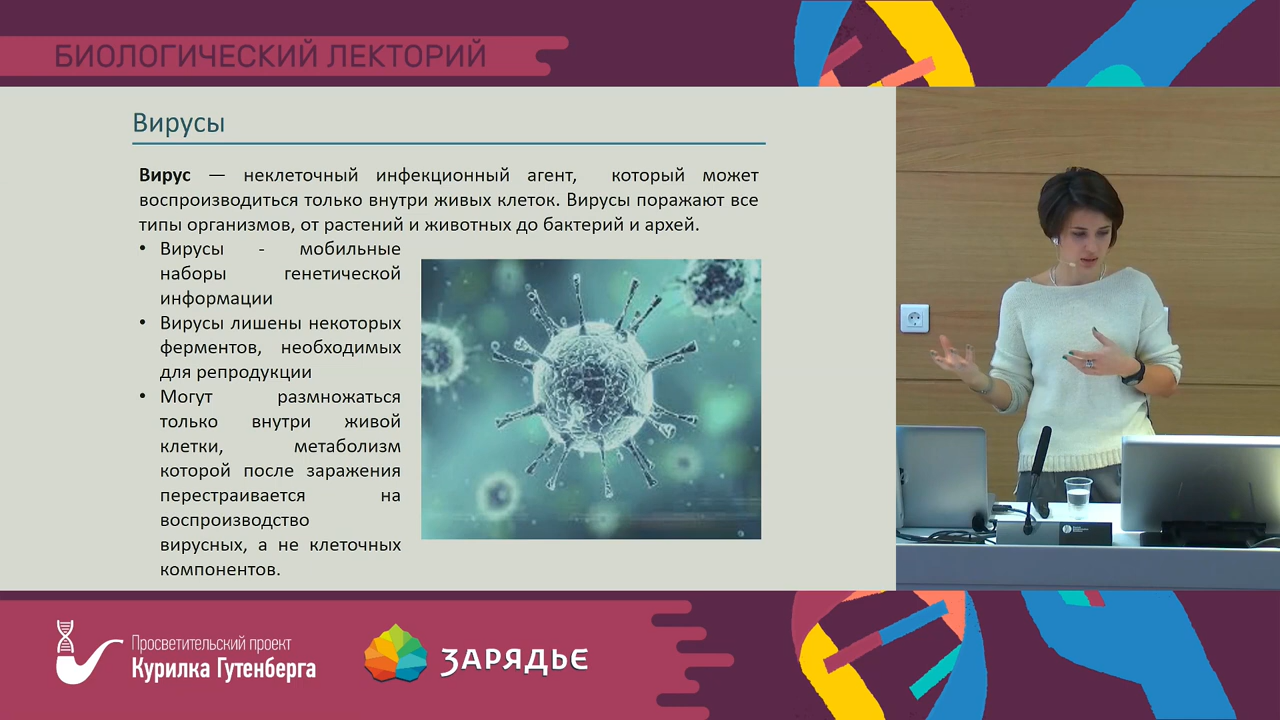 БИОЛОГИЧЕСКИЙ ЛЕКТОРИЙ
Вирусы
Вирус — неклеточный инфекционный агент, который может
воспроизводиться только внутри живых клеток. Вирусы поражают все
типы организмов, от растений и животных до бактерий и архей.
• Вирусы - мобильные
наборы генетической
информации
• Вирусы лишены некоторых
ферментов, необходимых
для репродукции
• Могут размножаться
только внутри живой
клетки, метаболизм
которой после заражения
перестраивается на
воспроизводство
вирусных, а не клеточных
компонентов.
Просветительский проект
Курилка Гутенберга
ЗАРЯДЬЕ